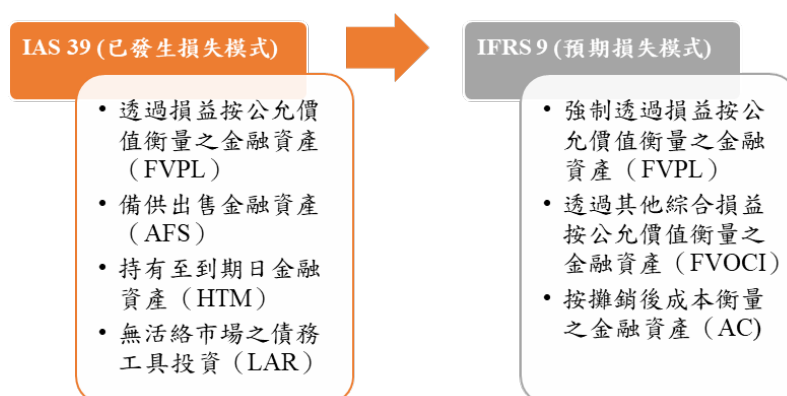 IAS 39 (已發生損失模式)
• 透過損益按公允價
值衡量之金融資產
（FVPL）
• 備供出售金融資產
（AFS）
• 持有至到期日金融
資產（HTM）
• 無活絡市場之債務
工具投資（LAR）
IFRS 9 (預期損失模式)
• 強制透過損益按公
允價值衡量之金融
資產（FVPL）
• 透過其他綜合損益
按公允價值衡量之
金融資產（FVOCI）
• 按攤銷後成本衡量
之金融資產（AC)